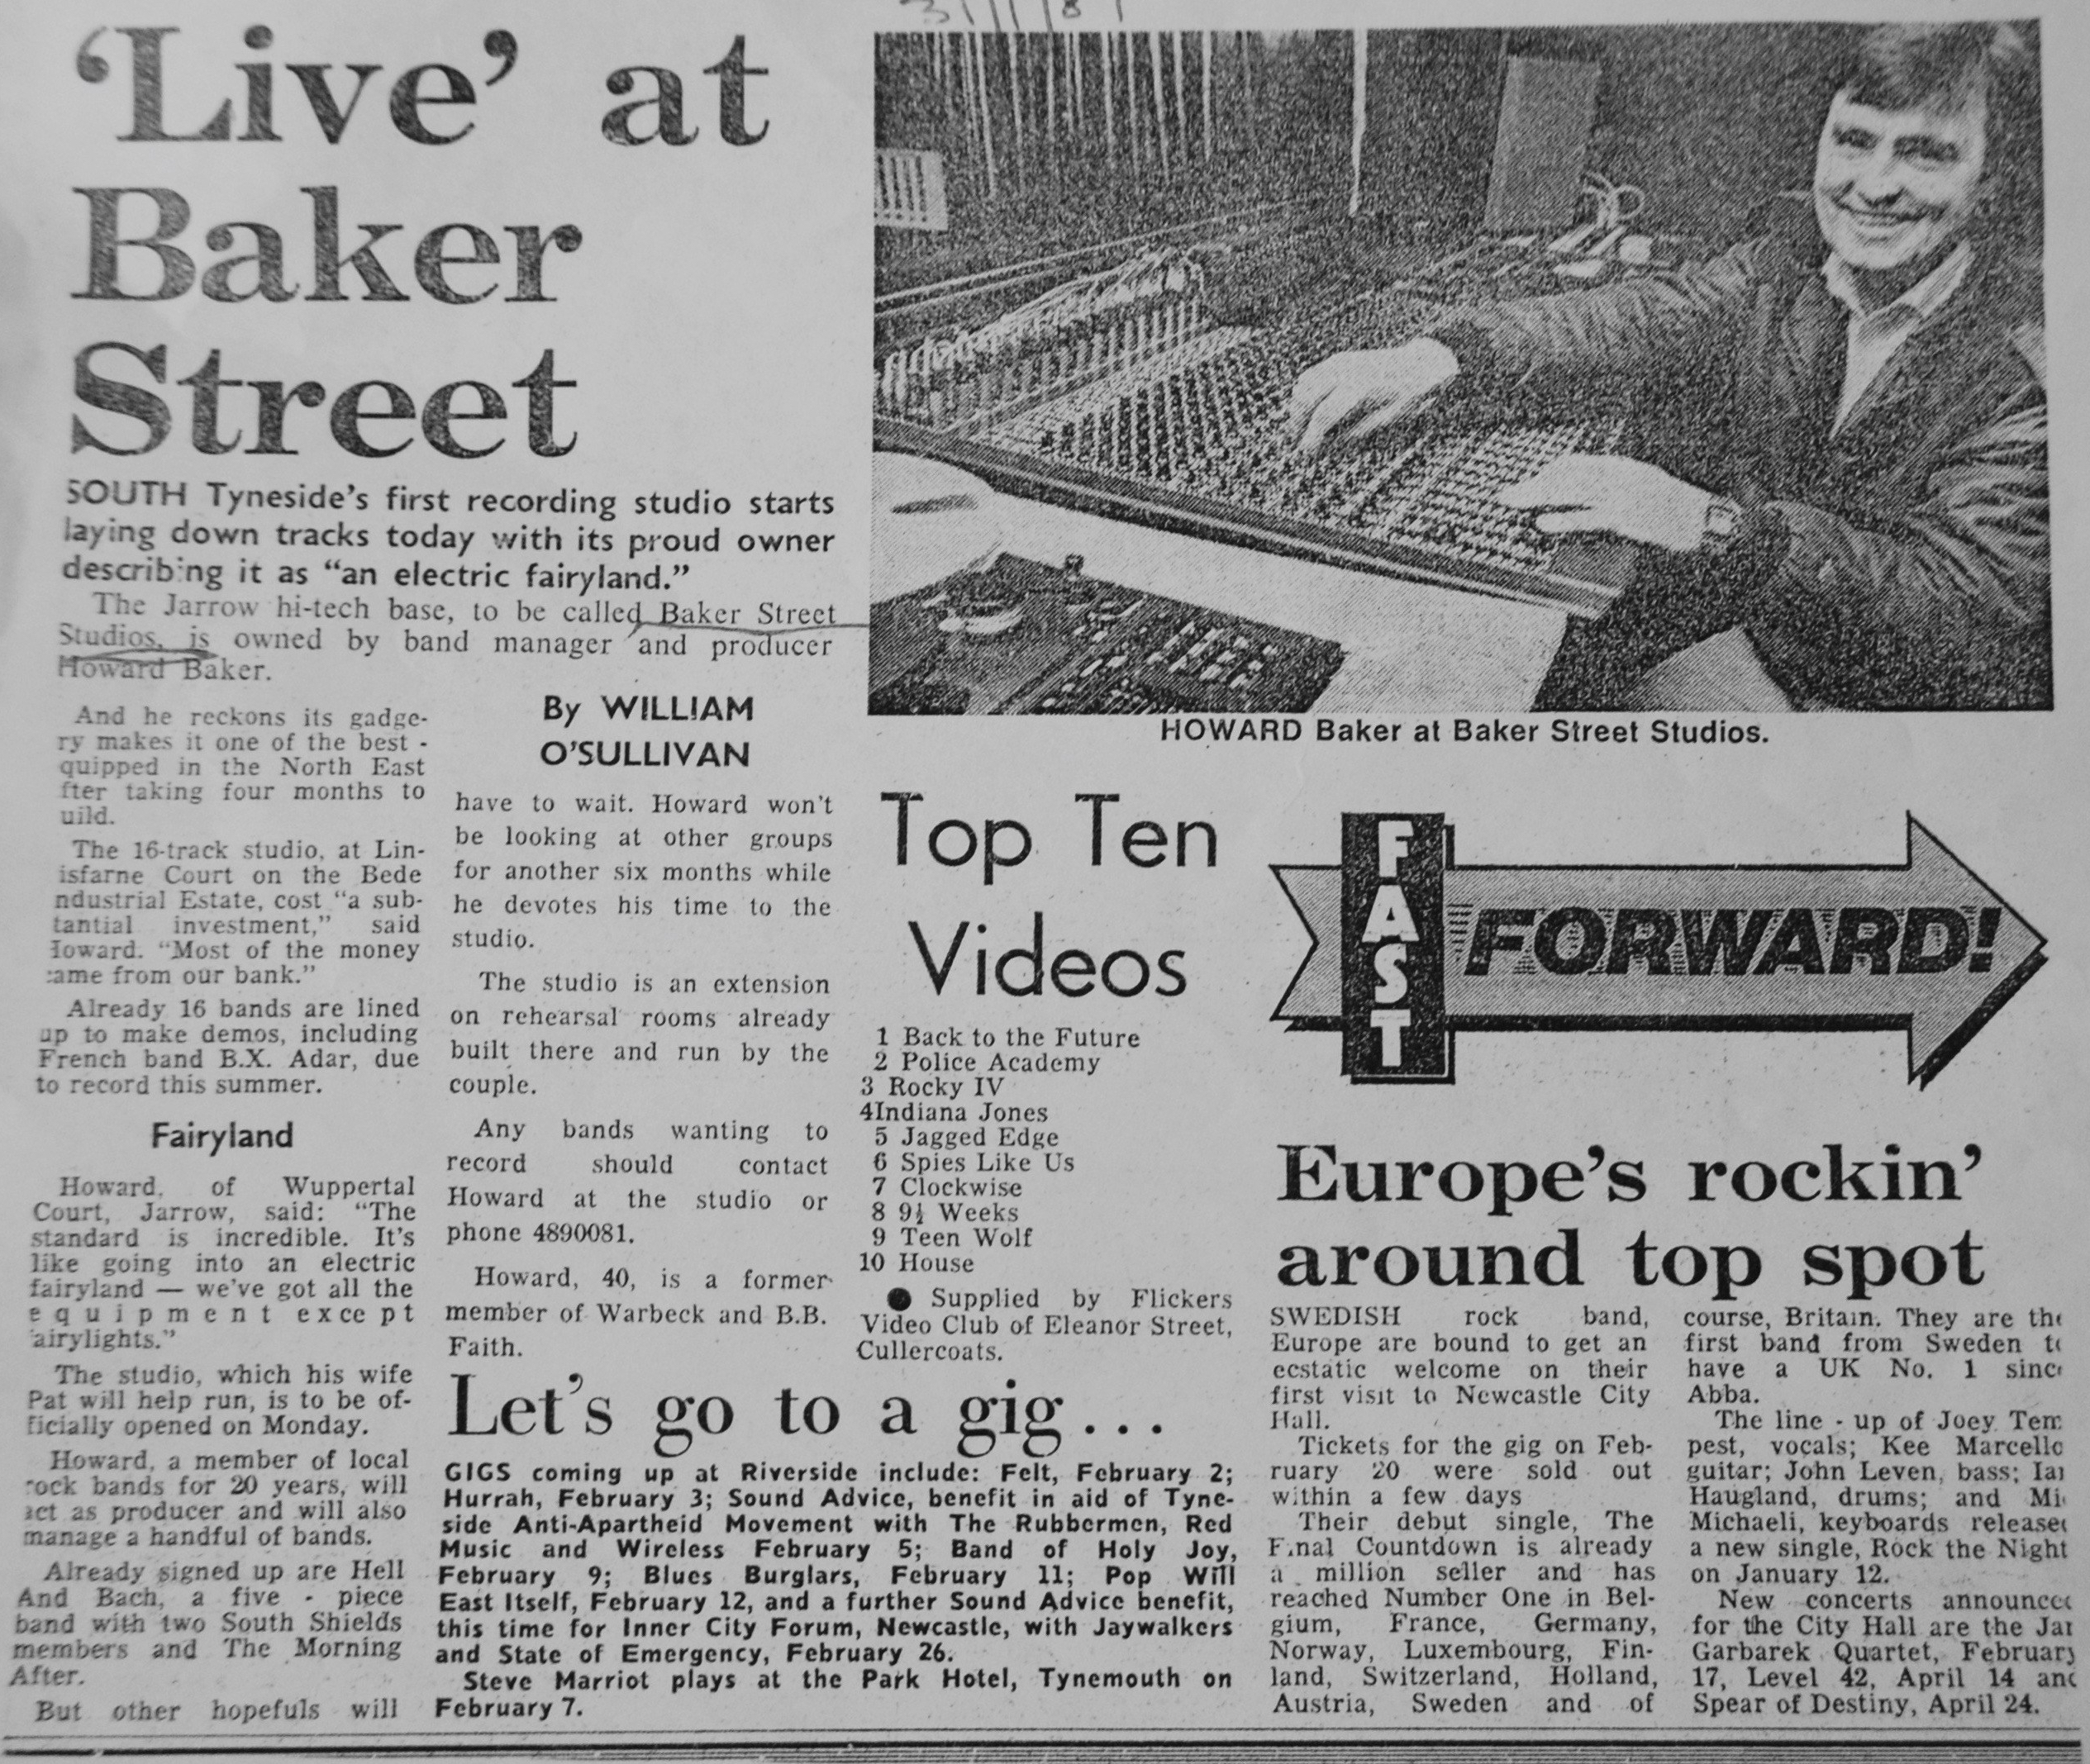 'Live' at
Baker
Street
SOUTH Tyneside's first recording studio starts
laying down tracks today with its proud owner
describing it as "an electric fairyland."
The Jarrow hi-tech base, to be called Baker Street
Studios, is owned by band manager and producer
Howard Baker.
And he reckons its gadge-
ry makes it one of the best -
quipped in the North East
fter taking four months to
uild.
The 16-track studio, at Lin-
isfarne Court on the Bede
ndustrial Estate, cost "a sub-
tantial investment," said
Howard. "Most of the money
ame from our bank."
Already 16 bands are lined
up to make demos, including
French band B.X. Adar, due
to record this summer.
Fairyland
Howard, of Wuppertal
Court, Jarrow, said: "The
standard is incredible. It's
like going into an electric
fairyland — we've got all the
equipment except
airylights."
The studio, which his wife
Pat will help run, is to be of-
ficially opened on Monday.
Howard, a member of local
rock bands for 20 years, will
act as producer and will also
manage a handful of bands.
Already signed up are Hell
And Bach, a five - piece
band with two South Shields
members and The Morning
After.
But other hopefuls will
By WILLIAM
O'SULLIVAN
have to wait. Howard won't
be looking at other groups
for another six months while
he devotes his time to the
studio.
The studio is an extension
on rehearsal rooms already
built there and run by the
couple.
Any bands wanting to
record should contact
Howard at the studio or
phone 4890081.
Howard, 40, is a former
member of Warbeck and B.B.
Faith.
HOWARD Baker at Baker Street Studios.
Top Ten
Videos
1 Back to the Future
2 Police Academy
3 Rocky IV
4Indiana Jones
5 Jagged Edge
6 Spies Like Us
7 Clockwise
8 9½ Weeks
9 Teen Wolf
10 House
● Supplied by Flickers
Video Club of Eleanor Street,
Cullercoats.
Let's go to a gig...
GIGS coming up at Riverside include: Felt, February 2;
Hurrah, February 3; Sound Advice, benefit in aid of Tyne-
side Anti-Apartheid Movement with The Rubbermen, Red
Music and Wireless February 5; Band of Holy Joy,
February 9; Blues Burglars, February 11; Pop Will
East Itself, February 12, and a further Sound Advice benefit,
this time for Inner City Forum, Newcastle, with Jaywalkers
and State of Emergency, February 26.
Steve Marriot plays at the Park Hotel, Tynemouth on
February 7.
FAST
FORWARD!
Europe's rockin'
around top spot
SWEDISH rock band,
Europe are bound to get an
ecstatic welcome on their
first visit to Newcastle City
Hall.
Tickets for the gig on Feb-
ruary 20 were sold out
within a few days
Their debut single, The
Final Countdown is already
a million seller and has
reached Number One in Bel-
gium, France, Germany,
Norway, Luxembourg, Fin-
land, Switzerland, Holland,
Austria, Sweden and of
course, Britain. They are the
first band from Sweden to
have a UK No. 1 since
Abba.
The line - up of Joey Tem
pest, vocals; Kee Marcello
guitar; John Leven, bass; Ian
Haugland, drums; and Mi
Michaeli, keyboards released
a new single, Rock the Night
on January 12.
New concerts announced
for the City Hall are the Jan
Garbarek Quartet, February
17, Level 42, April 14 and
Spear of Destiny, April 24.